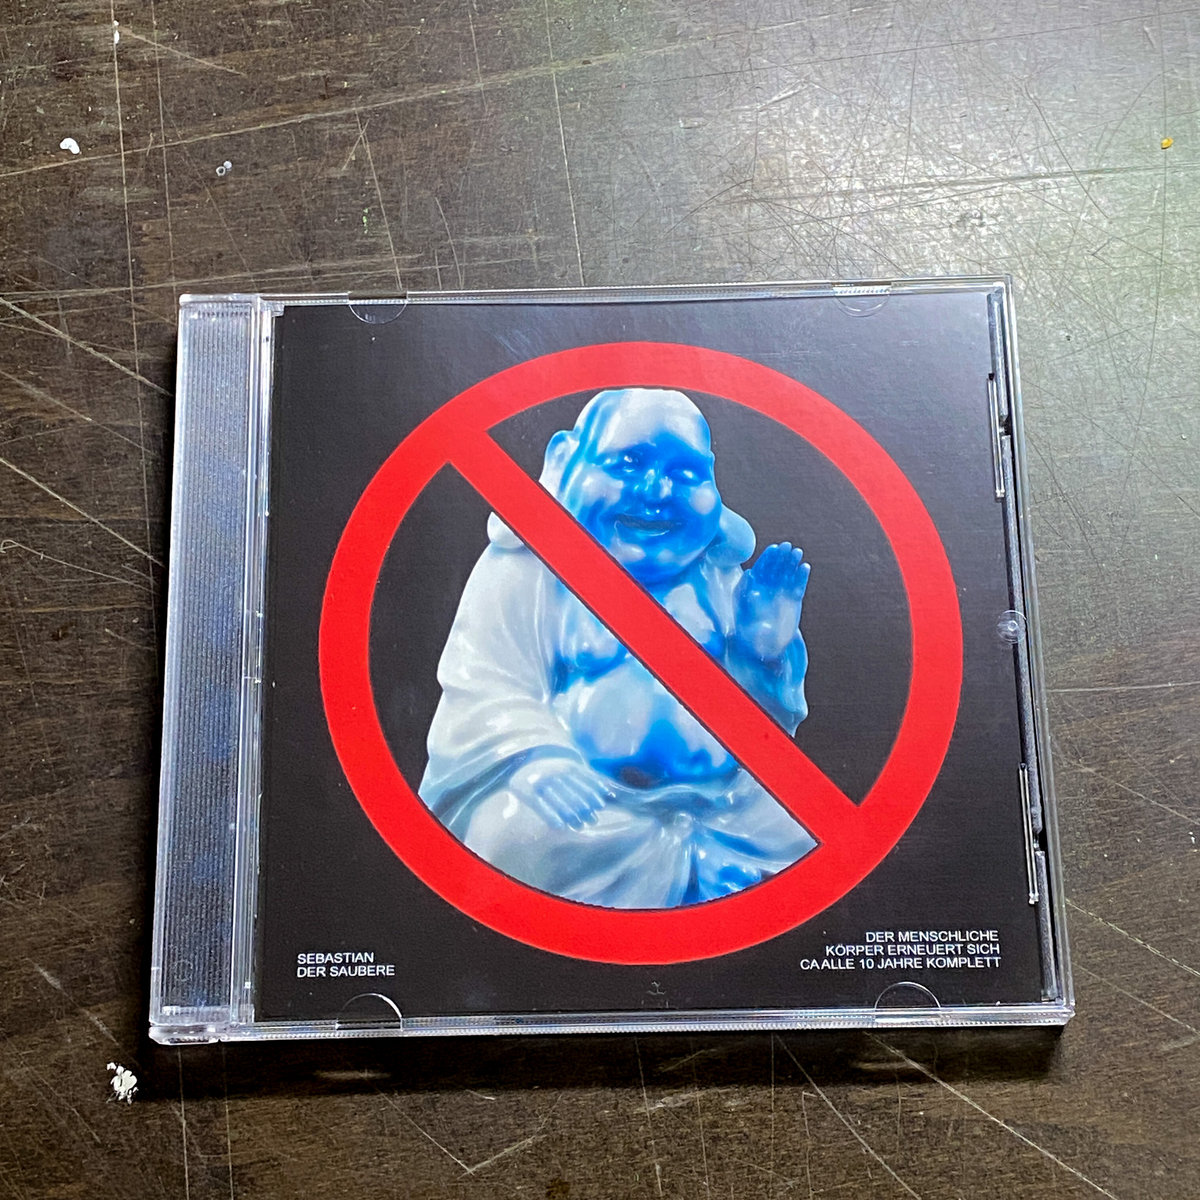 SEBASTIAN
DER SAUBERE
DER MENSCHLICHE
KÖRPER ERNEUERT SICH
CA ALLE 10 JAHRE KOMPLETT